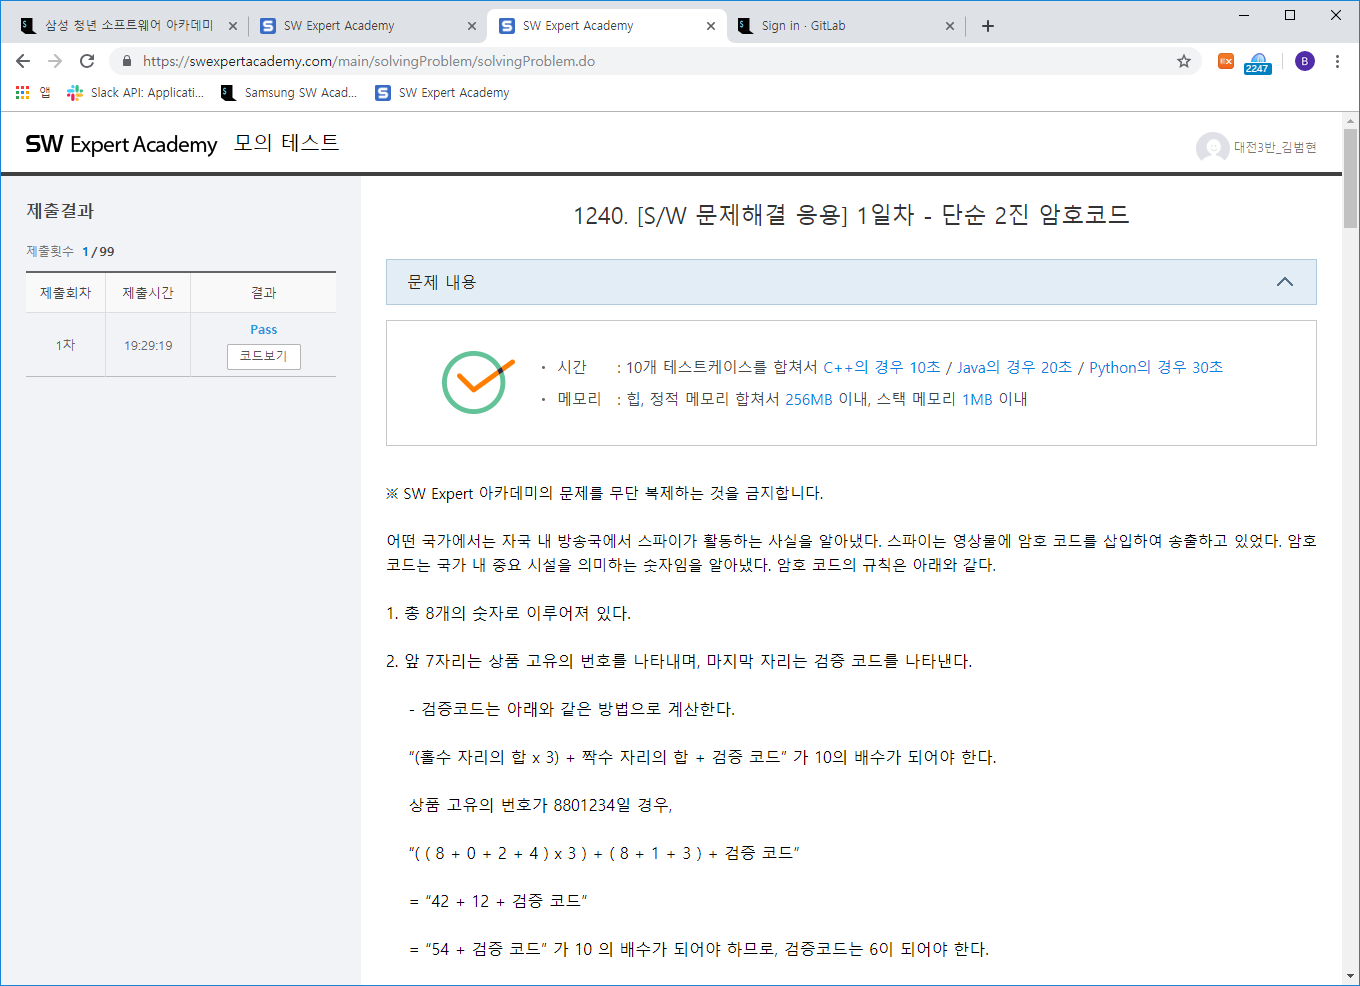 삼성 청년 소프트웨어 아카데미
SW Expert Academy
SW Expert Academy
Sign in · GitLab
https://swexpertacademy.com/main/solvingProblem/solvingProblem.do
2247
B
앱
Slack API: Applicati...
Samsung SW Acad...
SW Expert Academy
SW Expert Academy 모의 테스트
대전3반_김범현
제출결과
제출횟수 1 / 99
제출회차 제출시간 결과
1차 19:29:19 Pass
코드보기
1240. [S/W 문제해결 응용] 1일차 - 단순 2진 암호코드
문제 내용
· 시간 : 10개 테스트케이스를 합쳐서 C++의 경우 10초 / Java의 경우 20초 / Python의 경우 30초
· 메모리 : 힙, 정적 메모리 합쳐서 256MB 이내, 스택 메모리 1MB 이내
※ SW Expert 아카데미의 문제를 무단 복제하는 것을 금지합니다.
어떤 국가에서는 자국 내 방송국에서 스파이가 활동하는 사실을 알아냈다. 스파이는 영상물에 암호 코드를 삽입하여 송출하고 있었다. 암호
코드는 국가 내 중요 시설을 의미하는 숫자임을 알아냈다. 암호 코드의 규칙은 아래와 같다.
1. 총 8개의 숫자로 이루어져 있다.
2. 앞 7자리는 상품 고유의 번호를 나타내며, 마지막 자리는 검증 코드를 나타낸다.
- 검증코드는 아래와 같은 방법으로 계산한다.
“(홀수 자리의 합 x 3) + 짝수 자리의 합 + 검증 코드” 가 10의 배수가 되어야 한다.
상품 고유의 번호가 8801234일 경우,
“( ( 8 + 0 + 2 + 4 ) x 3 ) + ( 8 + 1 + 3 ) + 검증 코드”
= “42 + 12 + 검증 코드”
= “54 + 검증 코드” 가 10 의 배수가 되어야 하므로, 검증코드는 6이 되어야 한다.